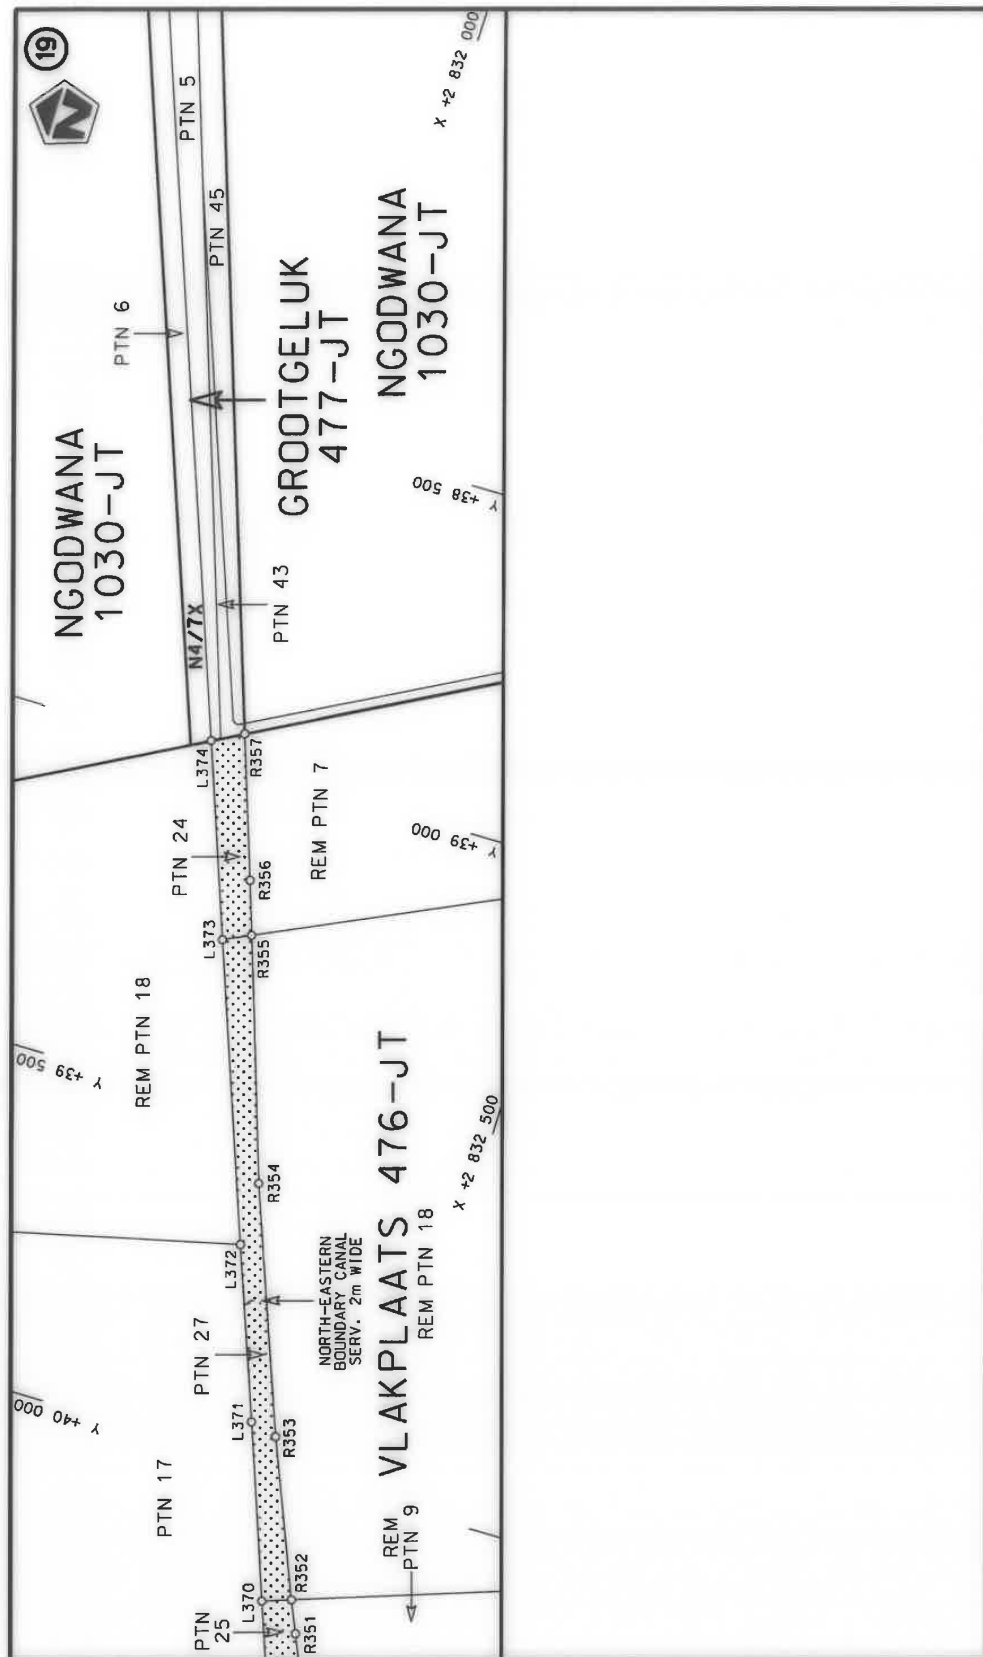 19
N
NGODWANA
1030-JT
PTN 6
PTN 5
PTN 45
N4/7X
PTN 43
GROOTGELUK
477-JT
NGODWANA
1030-JT
X +2 832 000
Y +38 500
L374
R357
PTN 24
REM PTN 7
R356
Y +39 000
L373
R355
REM PTN 18
Y +39 500
R354
L372
NORTH-EASTERN
BOUNDARY CANAL
SERV. 2m WIDE
VLAKPLAATS 476-JT
REM PTN 18
X +2 832 500
PTN 27
L371
R353
Y +40 000
PTN 17
REM
PTN 9
L370
R352
PTN
25
R351